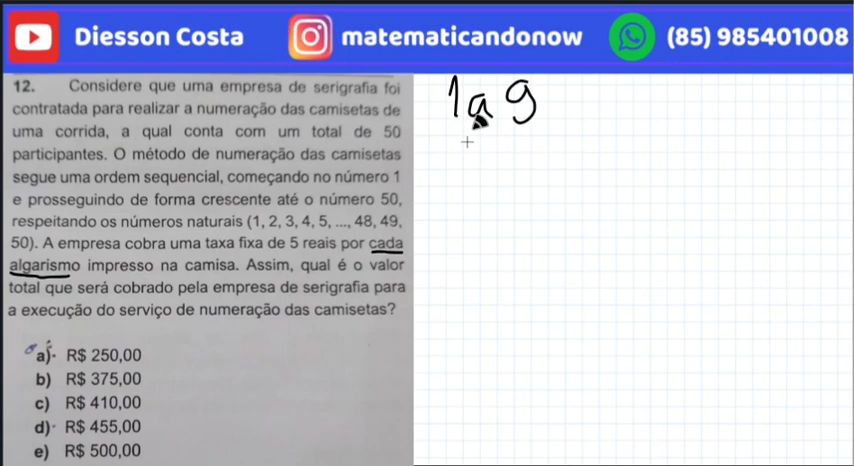 Diesson Costa
matematicandonow
(85) 985401008
12. Considere que uma empresa de serigrafia foi
contratada para realizar a numeração das camisetas de
uma corrida, a qual conta com um total de 50
participantes. O método de numeração das camisetas
segue uma ordem sequencial, começando no número 1
e prosseguindo de forma crescente até o número 50,
respeitando os números naturais (1, 2, 3, 4, 5, ..., 48, 49,
50). A empresa cobra uma taxa fixa de 5 reais por cada
algarismo impresso na camisa. Assim, qual é o valor
total que será cobrado pela empresa de serigrafia para
a execução do serviço de numeração das camisetas?
a) R$ 250,00
b) R$ 375,00
c) R$ 410,00
d) R$ 455,00
e) R$ 500,00
1 a 9